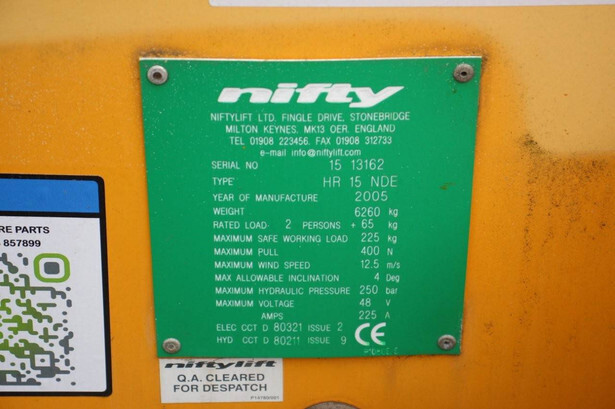 nifty
NIFTYLIFT LTD, FINGLE DRIVE, STONEBRIDGE
MILTON KEYNES, MK13 OER, ENGLAND
TEL 01908 223456, FAX 01908 312733
e-mail info@niftylift.com
SERIAL NO 15 13162
TYPE HR 15 NDE
YEAR OF MANUFACTURE 2005
WEIGHT 6260 kg
RATED LOAD- 2 PERSONS + 65 kg
MAXIMUM SAFE WORKING LOAD 225 kg
MAXIMUM PULL 400 N
MAXIMUM WIND SPEED 12.5 m/s
MAX ALLOWABLE INCLINATION 4 Deg
MAXIMUM HYDRAULIC PRESSURE 250 bar
MAXIMUM VOLTAGE 48 V
AMPS 225 A
ELEC CCT D 80321 ISSUE 2
HYD CCT D 80211 ISSUE 9
CE
RE PARTS
857899
niftylift
Q.A. CLEARED
FOR DESPATCH